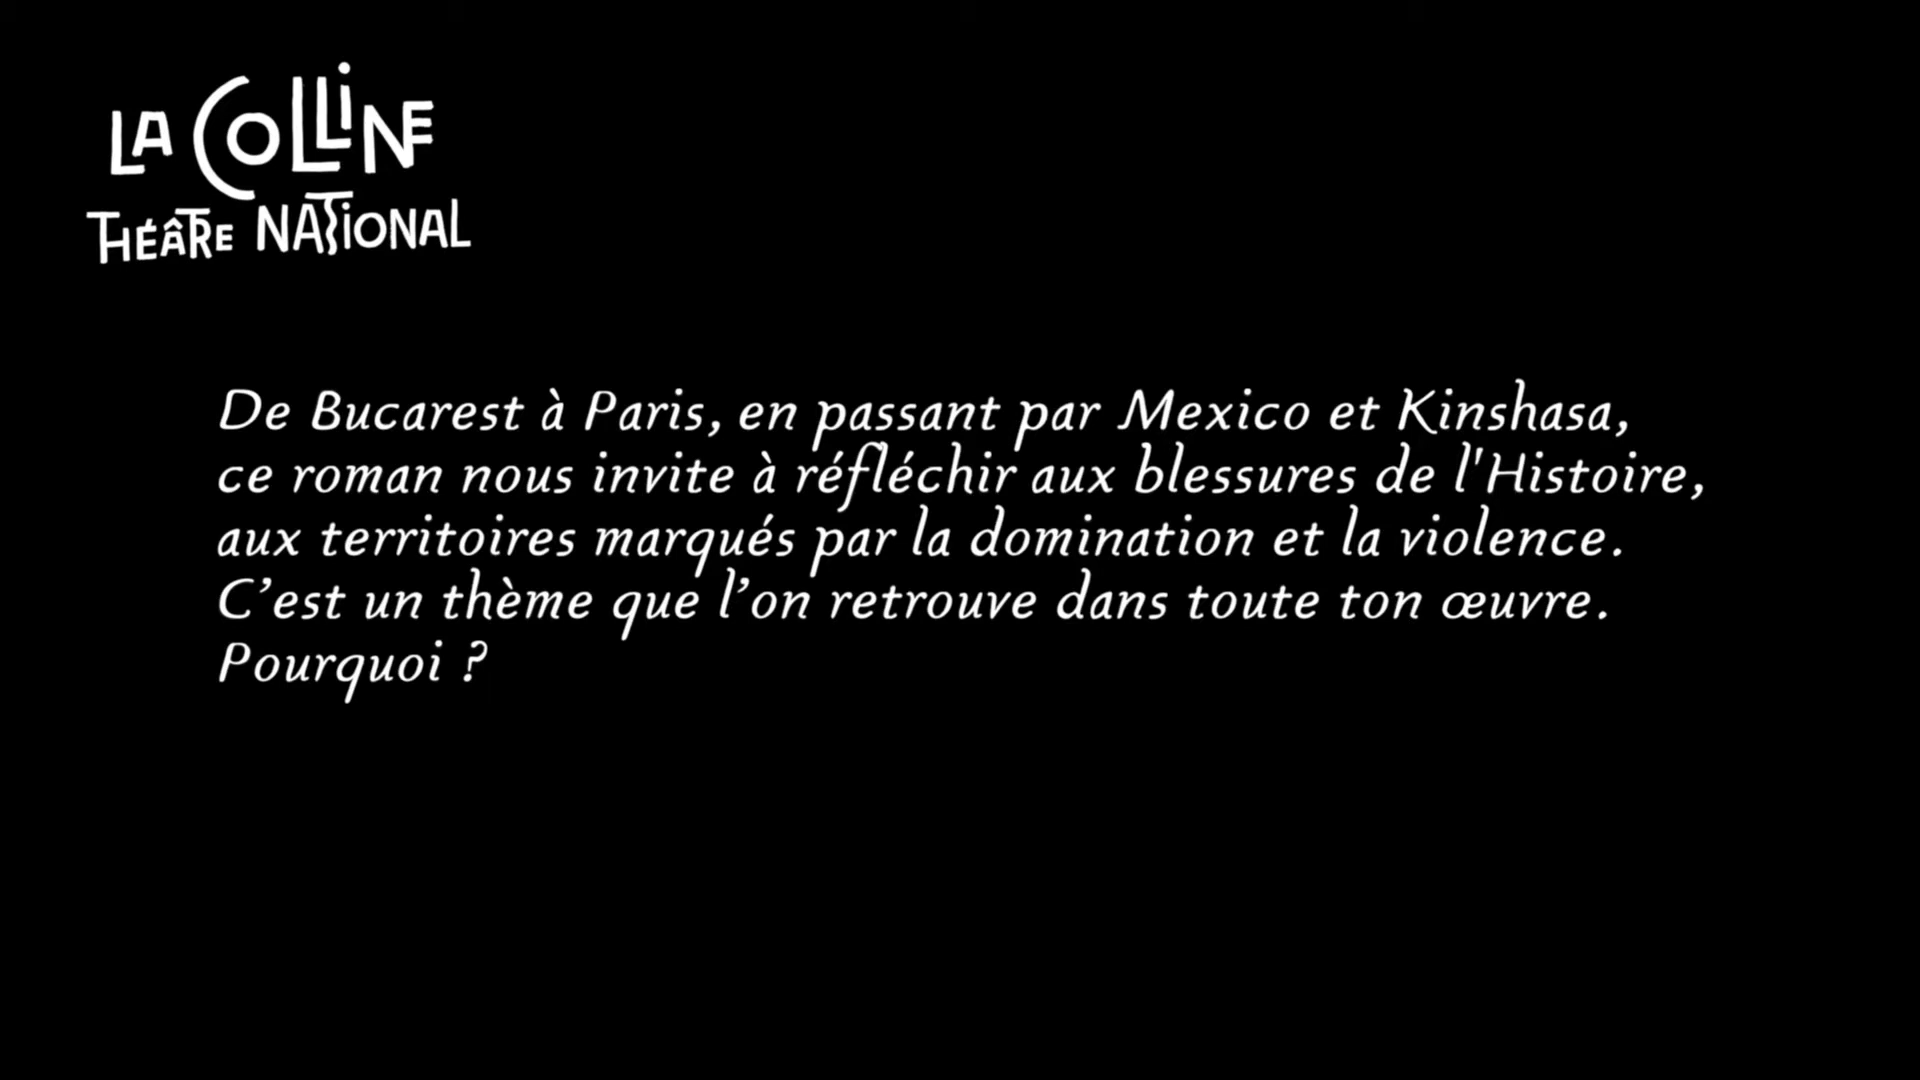 LA COLLiNE
THÉÂTRE NATiONAL
De Bucarest à Paris, en passant par Mexico et Kinshasa,
ce roman nous invite à réfléchir aux blessures de l'Histoire,
aux territoires marqués par la domination et la violence.
C’est un thème que l’on retrouve dans toute ton œuvre.
Pourquoi ?